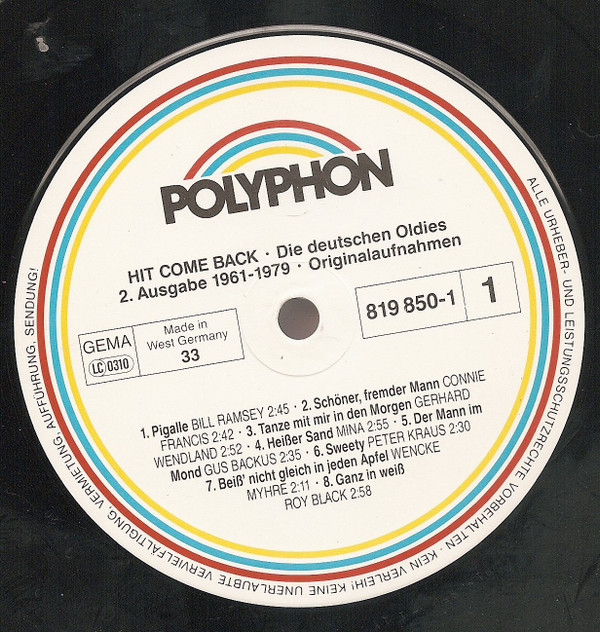 POLYPHON
HIT COME BACK · Die deutschen Oldies
2. Ausgabe 1961-1979 · Originalaufnahmen
GEMA
LC 0310
Made in
West Germany
33
819 850-1
1
1. Pigalle BILL RAMSEY 2:45 · 2. Schöner, fremder Mann CONNIE
FRANCIS 2:42 · 3. Tanze mit mir in den Morgen GERHARD
WENDLAND 2:52 · 4. Heißer Sand MINA 2:55 · 5. Der Mann im
Mond GUS BACKUS 2:35 · 6. Sweety PETER KRAUS 2:30
7. Beiß' nicht gleich in jeden Apfel WENCKE
MYHRE 2:11 · 8. Ganz in weiß
ROY BLACK 2:58
ALLE URHEBER- UND LEISTUNGSSCHUTZRECHTE VORBEHALTEN · KEIN VERLEIH! KEINE UNERLAUBTE VERVIELFÄLTIGUNG, VERMIETUNG, AUFFÜHRUNG, SENDUNG!